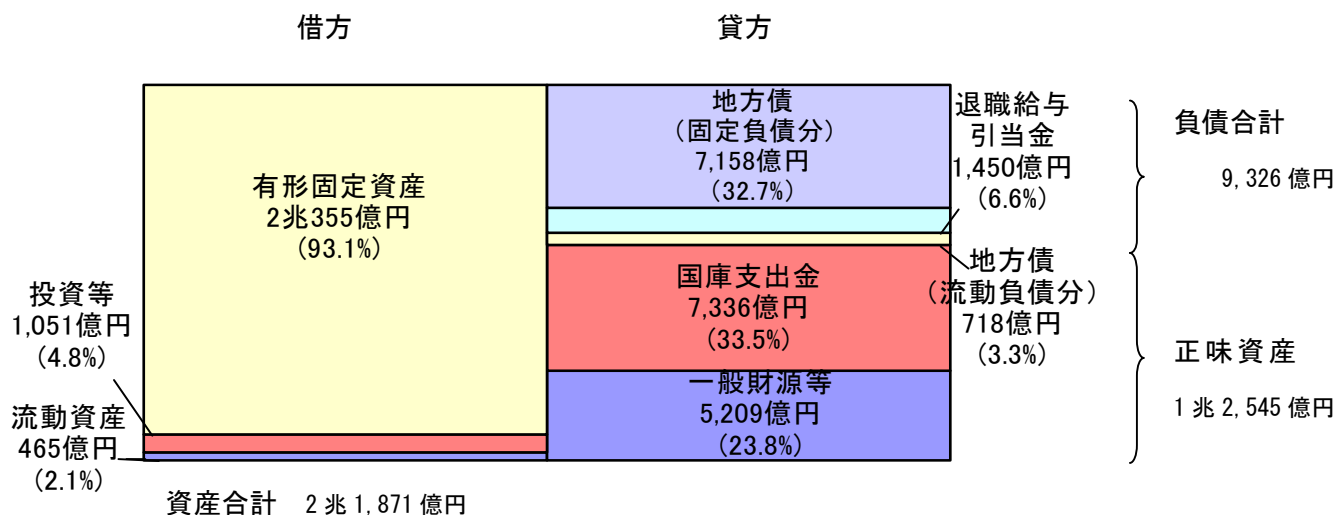 借方
貸方
有形固定資産
2兆355億円
(93.1%)
投資等
1,051億円
(4.8%)
流動資産
465億円
(2.1%)
資産合計 2兆1,871億円
地方債
(固定負債分)
7,158億円
(32.7%)
退職給与
引当金
1,450億円
(6.6%)
地方債
(流動負債分)
718億円
(3.3%)
国庫支出金
7,336億円
(33.5%)
一般財源等
5,209億円
(23.8%)
負債合計
9,326億円
正味資産
1兆2,545億円